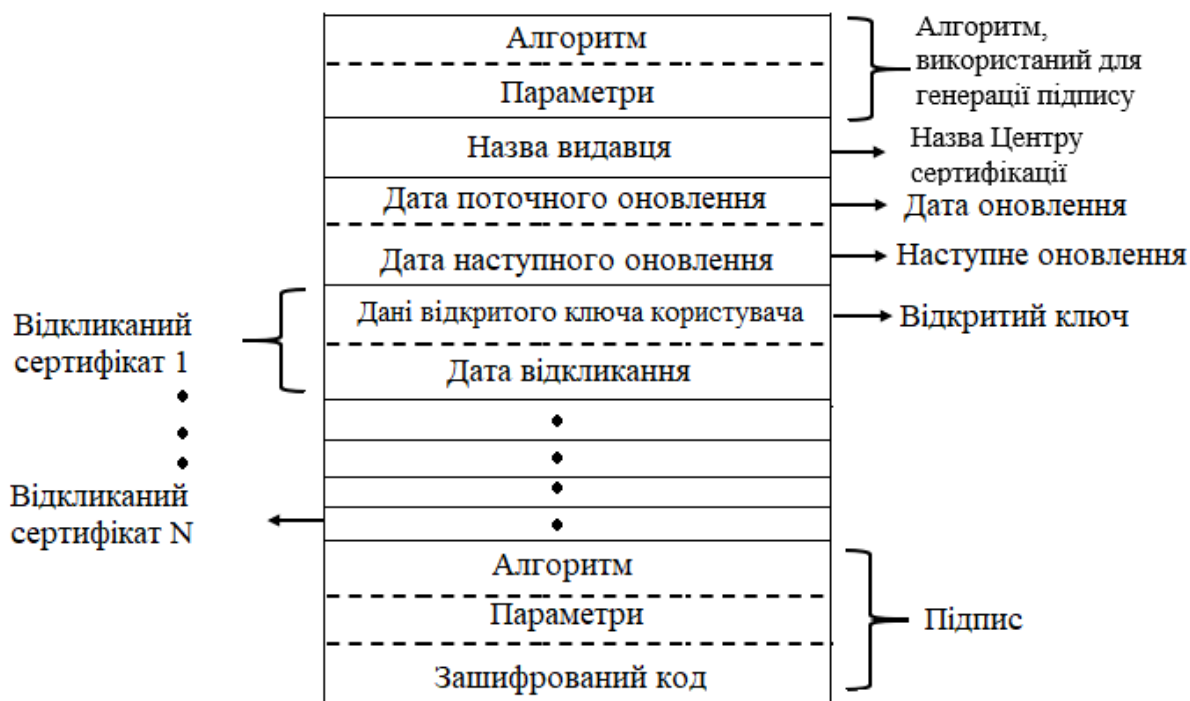 Алгоритм
Параметри
Алгоритм,
використаний для
генерації підпису
Назва видавця
Назва Центру
сертифікації
Дата поточного оновлення
Дата оновлення
Дата наступного оновлення
Наступне оновлення
Відкликаний
сертифікат 1
Дані відкритого ключа користувача
Відкритий ключ
Дата відкликання
Відкликаний
сертифікат N
Алгоритм
Параметри
Зашифрований код
Підпис